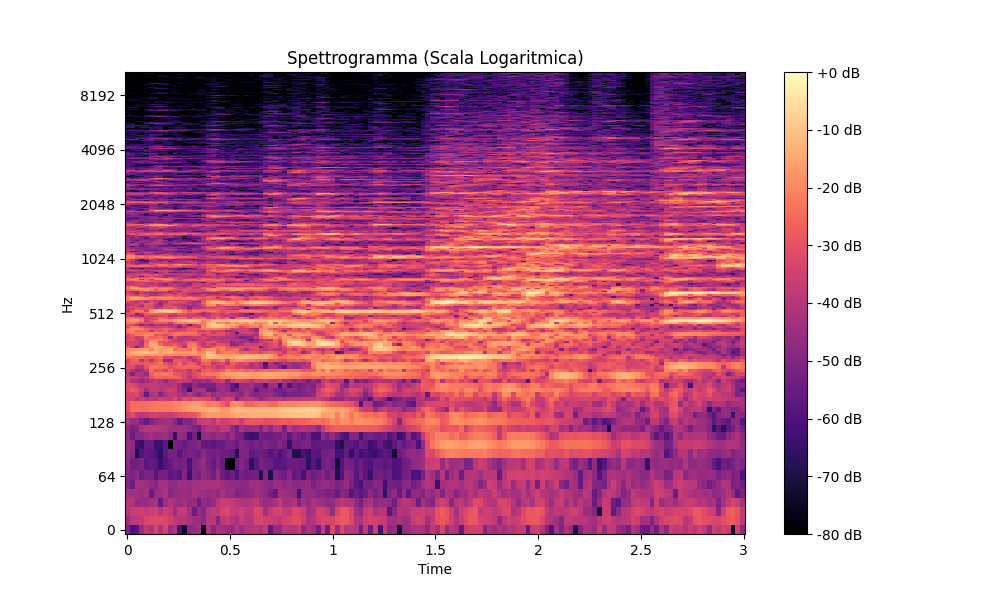 Spettrogramma (Scala Logaritmica)
Hz
8192
4096
2048
1024
512
256
128
64
0
0
0.5
1
1.5
2
2.5
3
Time
+0 dB
-10 dB
-20 dB
-30 dB
-40 dB
-50 dB
-60 dB
-70 dB
-80 dB